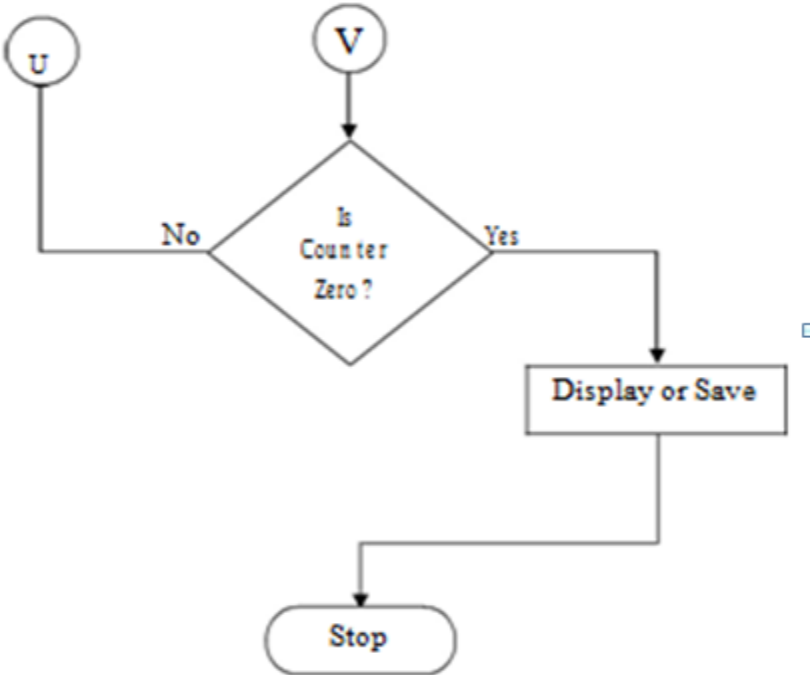 U
V
No
Is
Counter
Zero ?
Yes
Display or Save
Stop